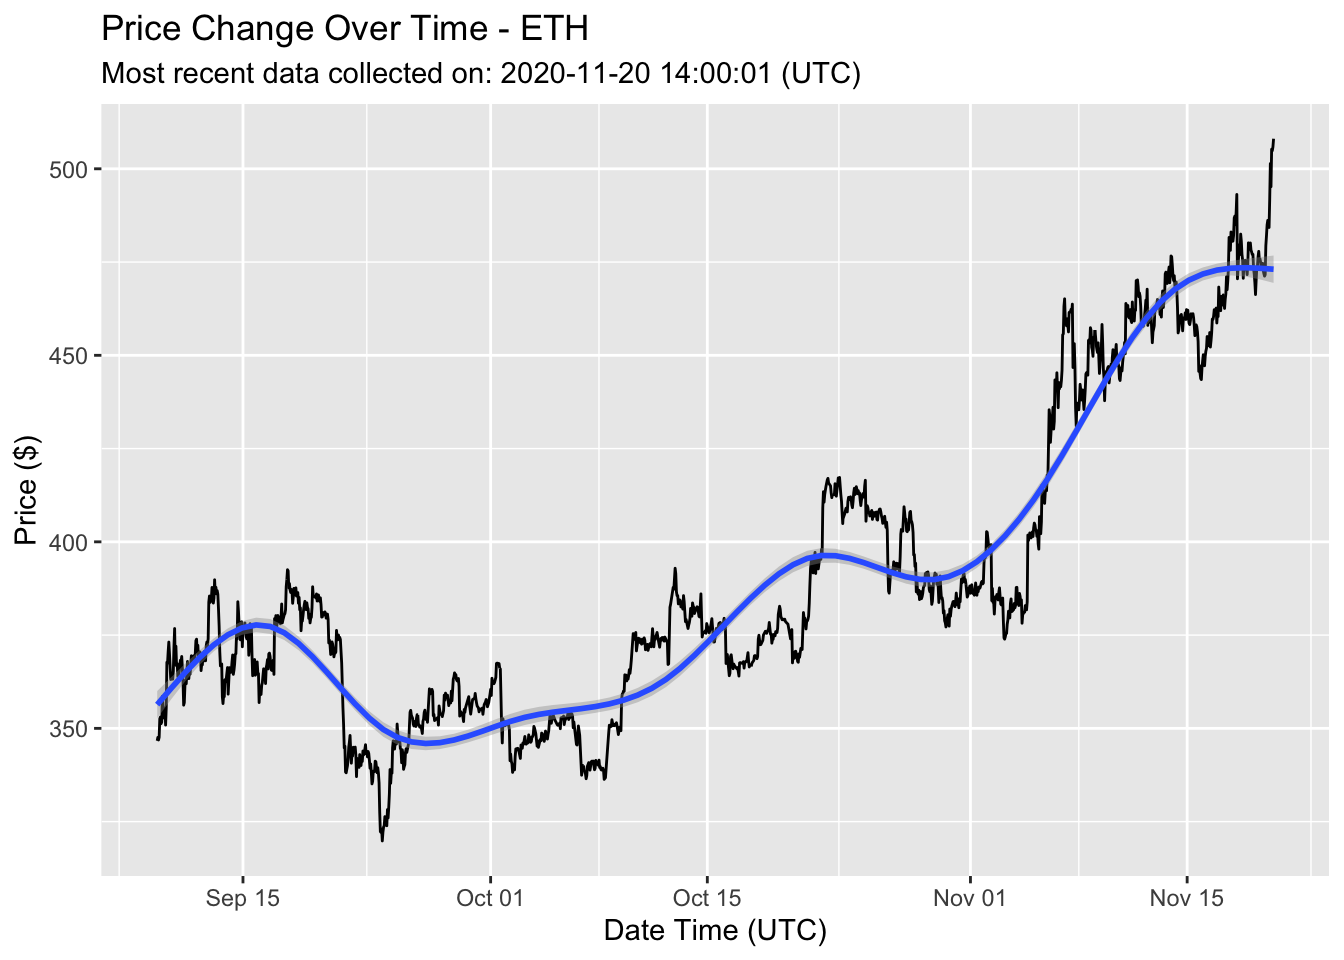 Price Change Over Time - ETH
Most recent data collected on: 2020-11-20 14:00:01 (UTC)
500
450
400
350
Price ($)
Sep 15
Oct 01
Oct 15
Nov 01
Nov 15
Date Time (UTC)